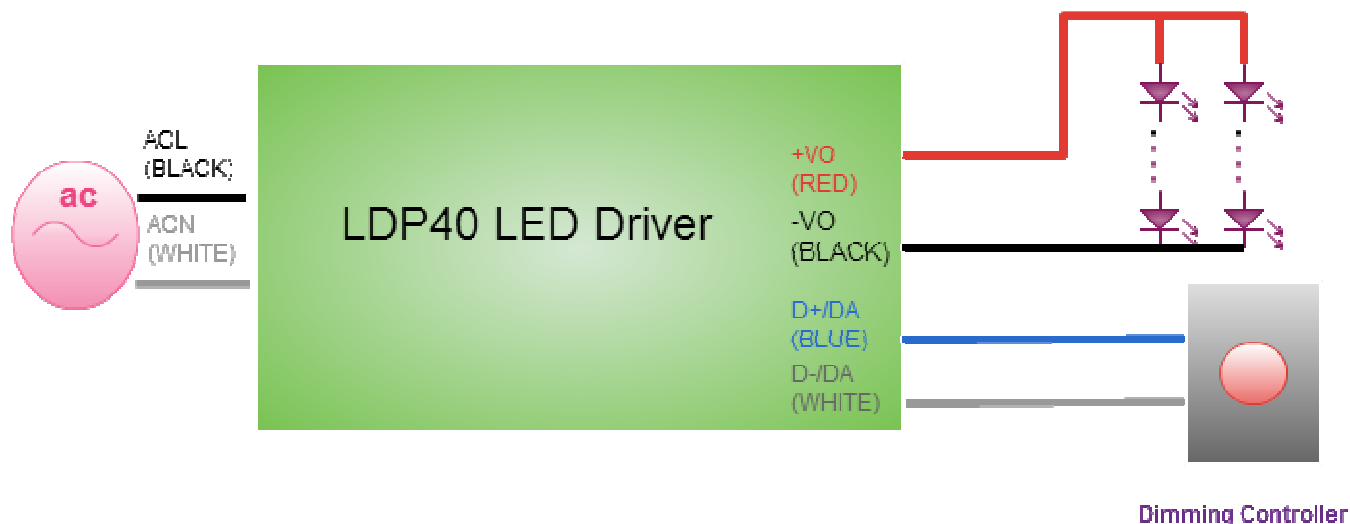 ACL
(BLACK)
ac
ACN
(WHITE)
LDP40 LED Driver
+VO
(RED)
-VO
(BLACK)
D+/DA
(BLUE)
D-/DA
(WHITE)
Dimming Controller